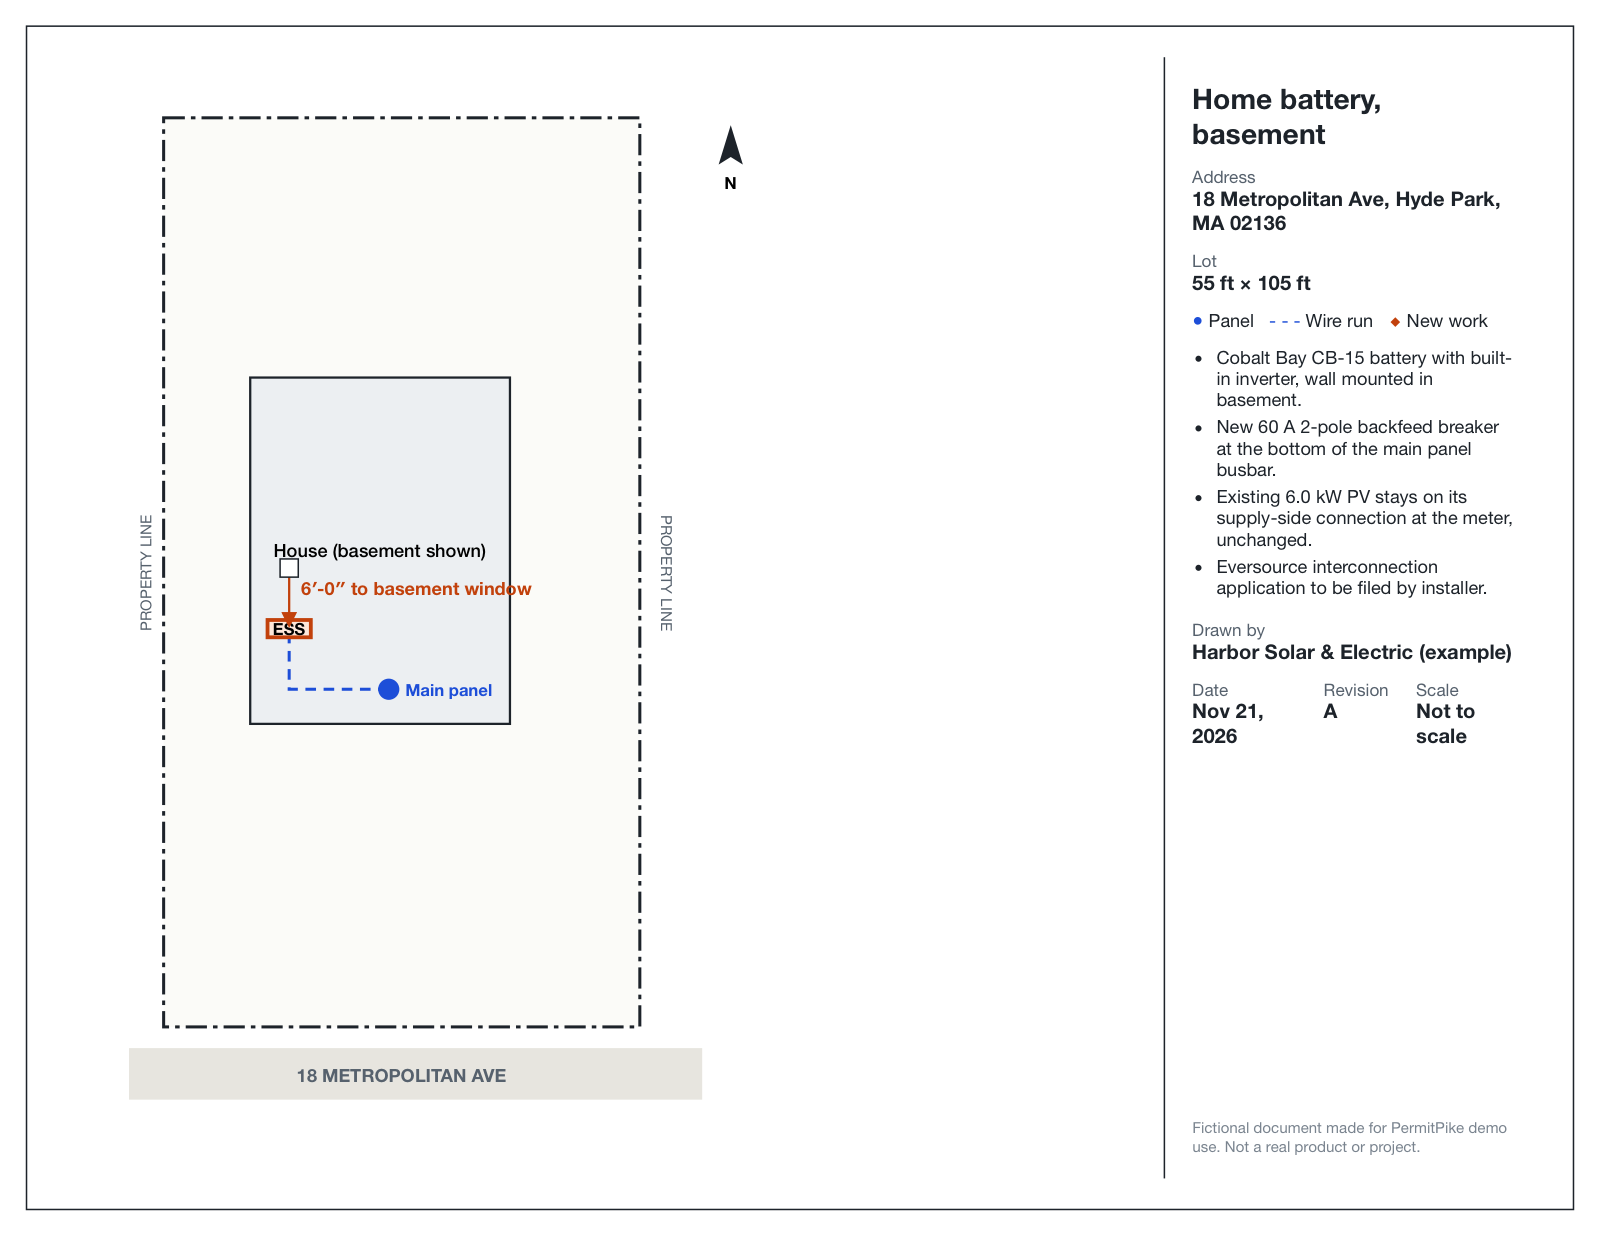 N
PROPERTY LINE
PROPERTY LINE
House (basement shown)
6′-0″ to basement window
ESS
Main panel
18 METROPOLITAN AVE
Home battery,
basement
Address
18 Metropolitan Ave, Hyde Park,
MA 02136
Lot
55 ft × 105 ft
Panel
Wire run
New work
• Cobalt Bay CB-15 battery with built-
in inverter, wall mounted in
basement.
• New 60 A 2-pole backfeed breaker
at the bottom of the main panel
busbar.
• Existing 6.0 kW PV stays on its
supply-side connection at the meter,
unchanged.
• Eversource interconnection
application to be filed by installer.
Drawn by
Harbor Solar & Electric (example)
Date
Nov 21,
2026
Revision
A
Scale
Not to
scale
Fictional document made for PermitPike demo
use. Not a real product or project.